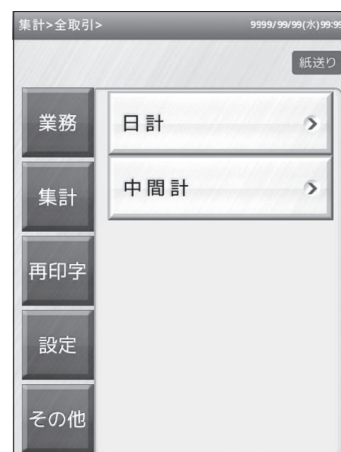 集計>全取引>
9999/99/99(水)99:99
紙送り
業務
日計
中間計
集計
再印字
設定
その他